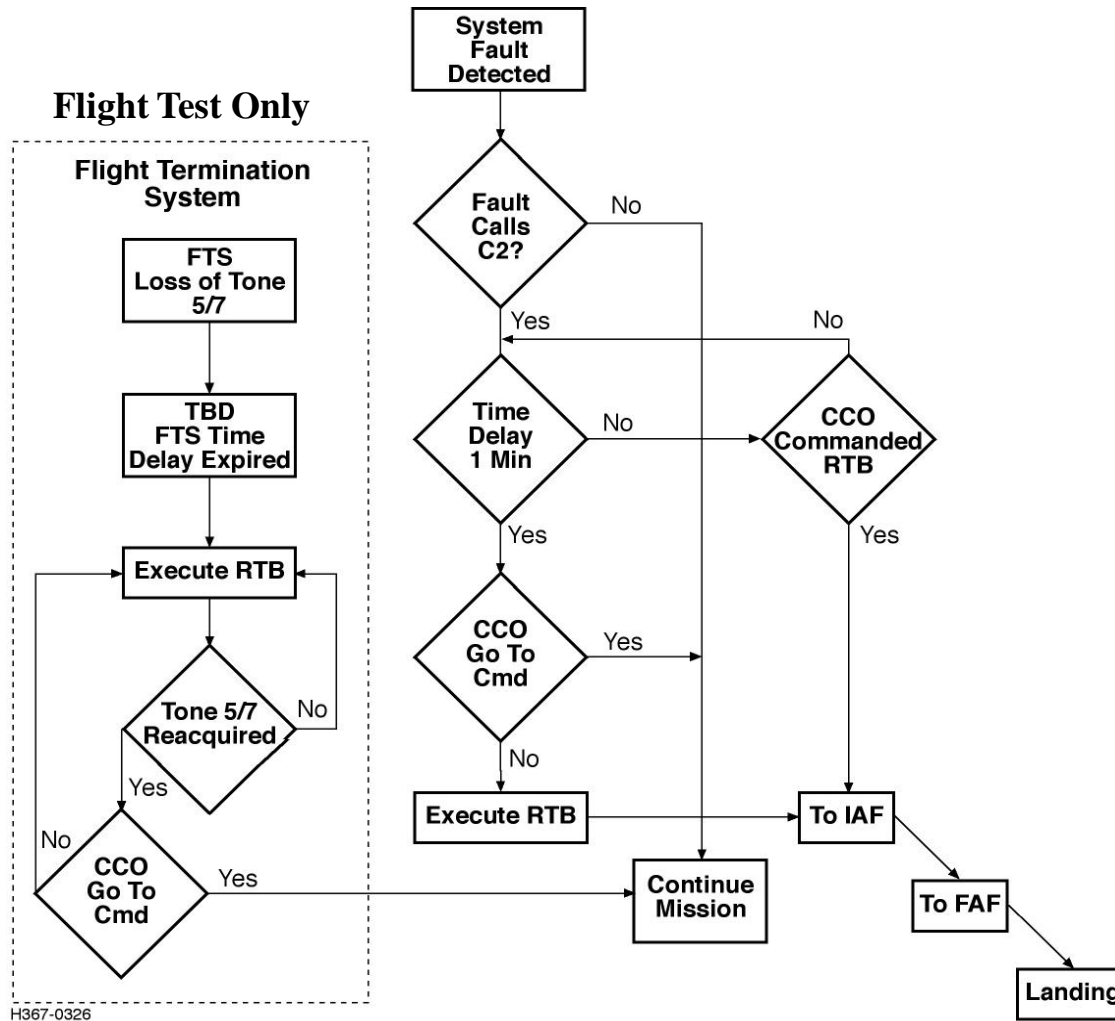 System
Fault
Detected
Flight Test Only
Flight Termination
System
Fault
Calls
C2?
No
Yes
FTS
Loss of Tone
5/7
No
TBD
FTS Time
Delay Expired
Time
Delay
1 Min
No
CCO
Commanded
RTB
Yes
Yes
Execute RTB
CCO
Go To
Cmd
Yes
No
Tone 5/7
Reacquired
No
Yes
Execute RTB
To IAF
No
CCO
Go To
Cmd
Yes
Continue
Mission
To FAF
Landing
H367-0326